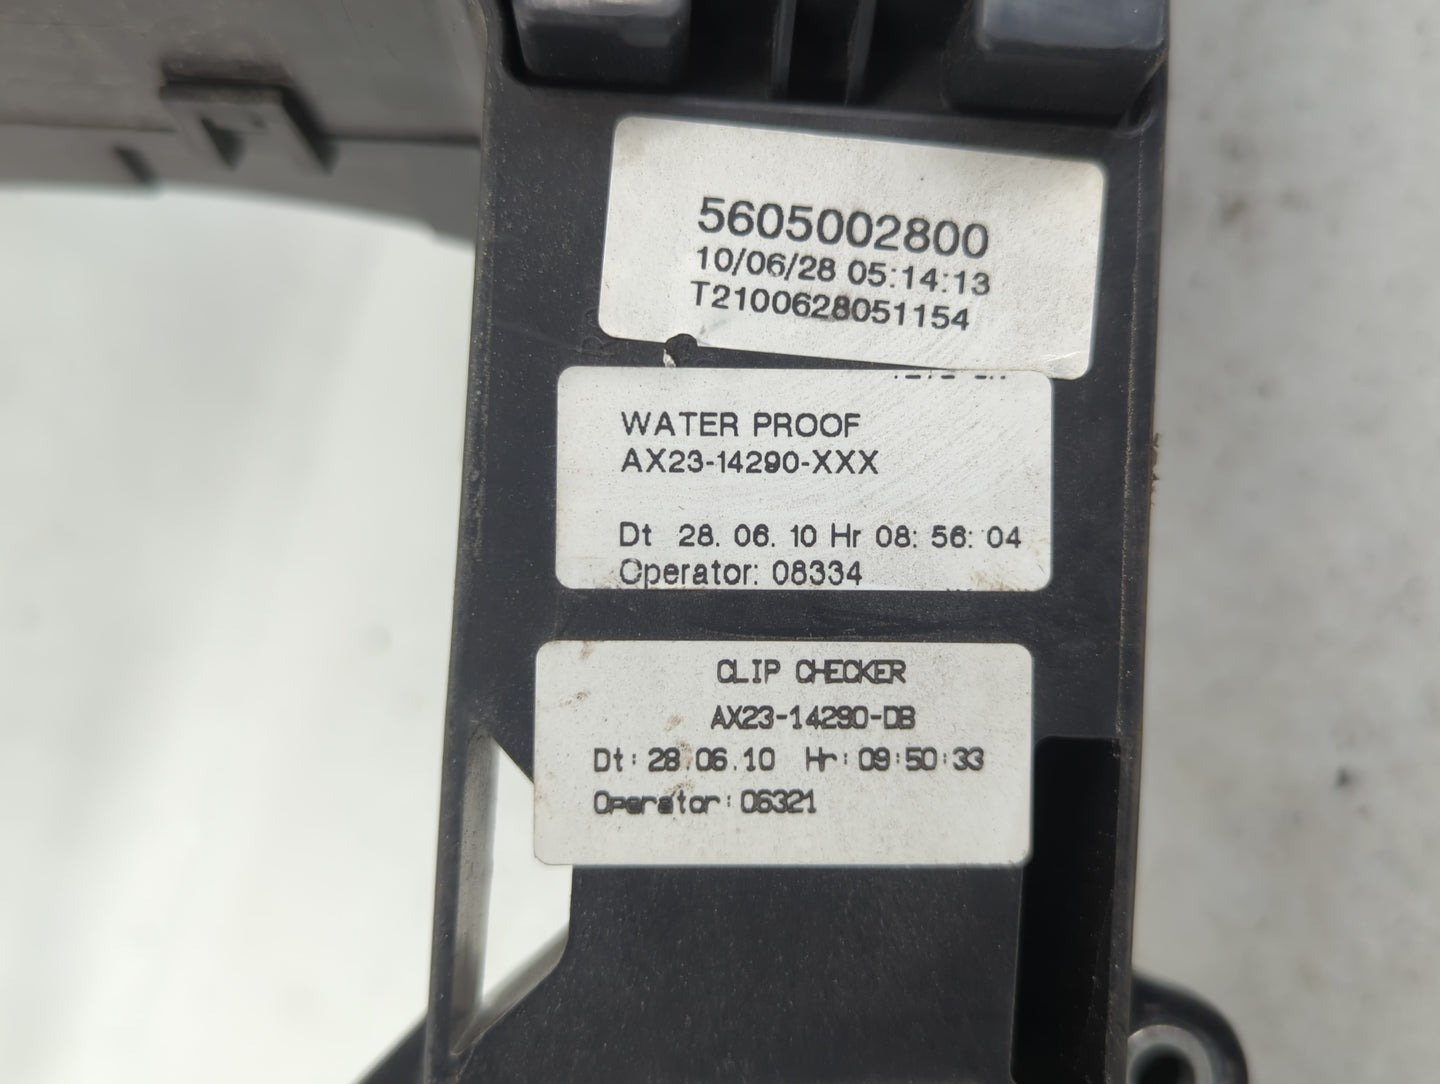 5605002800
10/06/28 05:14:13
T2100628051154
WATER PROOF
AX23-14290-XXX
Dt 28. 06. 10 Hr 08: 56: 04
Operator: 08334
CLIP CHECKER
AX23-14290-DB
Dt: 28.06.10 Hr: 09:50:33
Operator: 06321